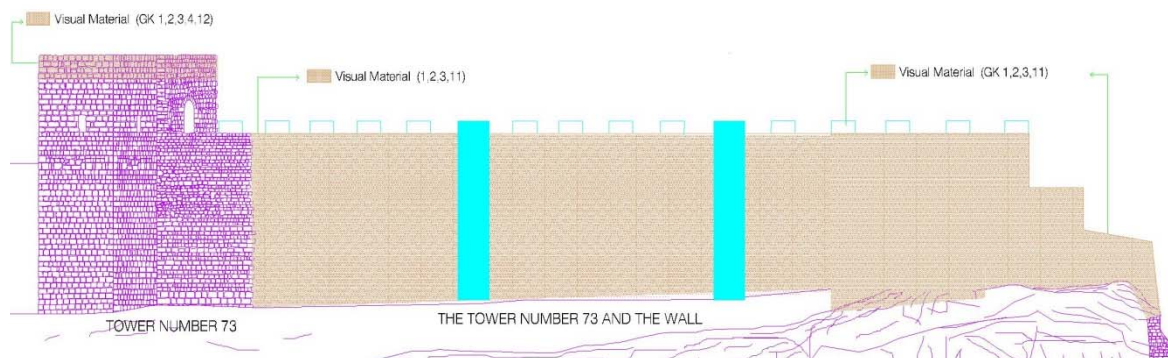 Visual Material (GK 1,2,3,4,12)
Visual Material (1,2,3,11)
Visual Material (GK 1,2,3,11)
TOWER NUMBER 73
THE TOWER NUMBER 73 AND THE WALL